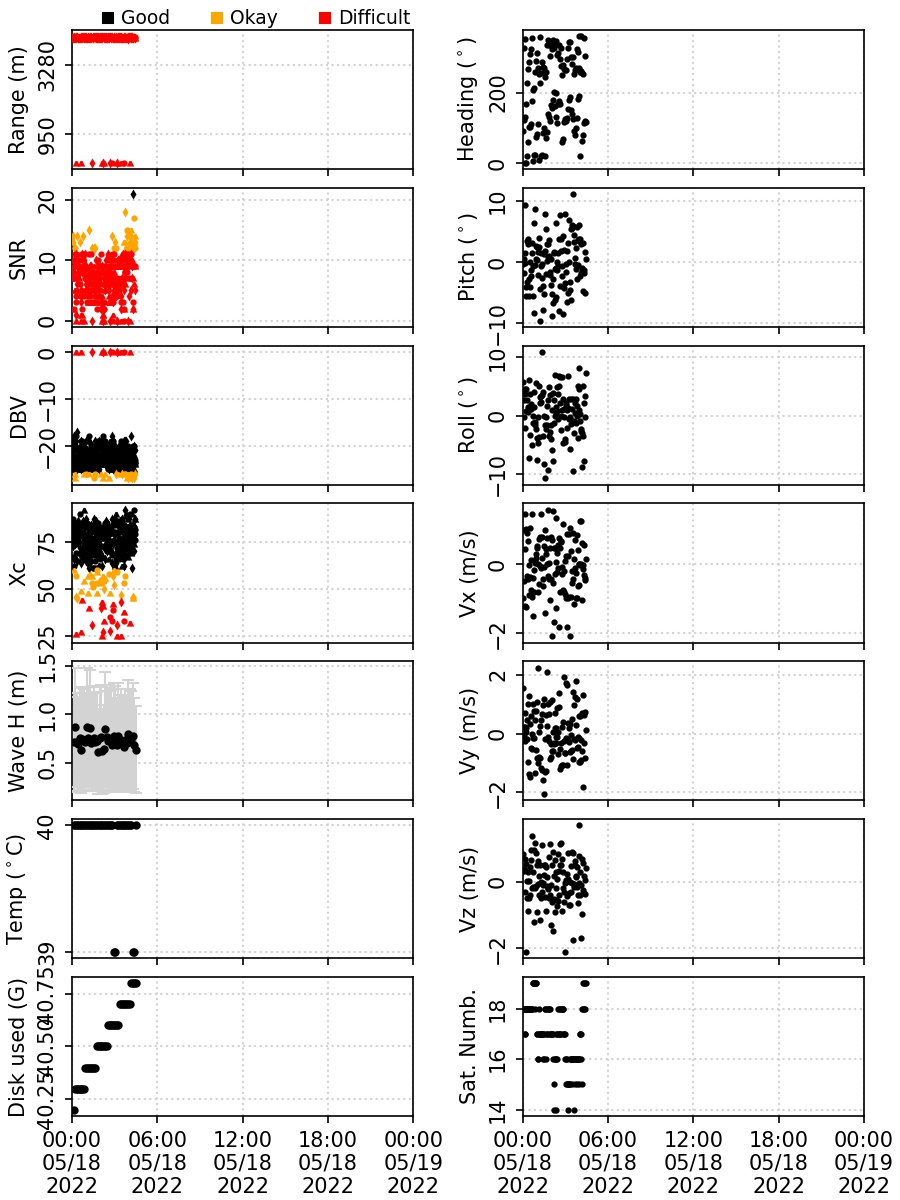 Good Okay Difficult
Range (m)
3280
950
Heading (°)
200
0
SNR
20
10
0
Pitch (°)
10
0
−10
DBV
0
−10
−20
Roll (°)
10
0
−10
Xc
75
50
25
Vx (m/s)
0
−2
Wave H (m)
1.5
1.0
0.5
Vy (m/s)
2
0
−2
Temp (°C)
40
39
Vz (m/s)
0
−2
Disk used (G)
40.75
40.50
40.25
Sat. Numb.
18
16
14
00:00 06:00 12:00 18:00 00:00
05/18 05/18 05/18 05/18 05/19
2022 2022 2022 2022 2022
00:00 06:00 12:00 18:00 00:00
05/18 05/18 05/18 05/18 05/19
2022 2022 2022 2022 2022